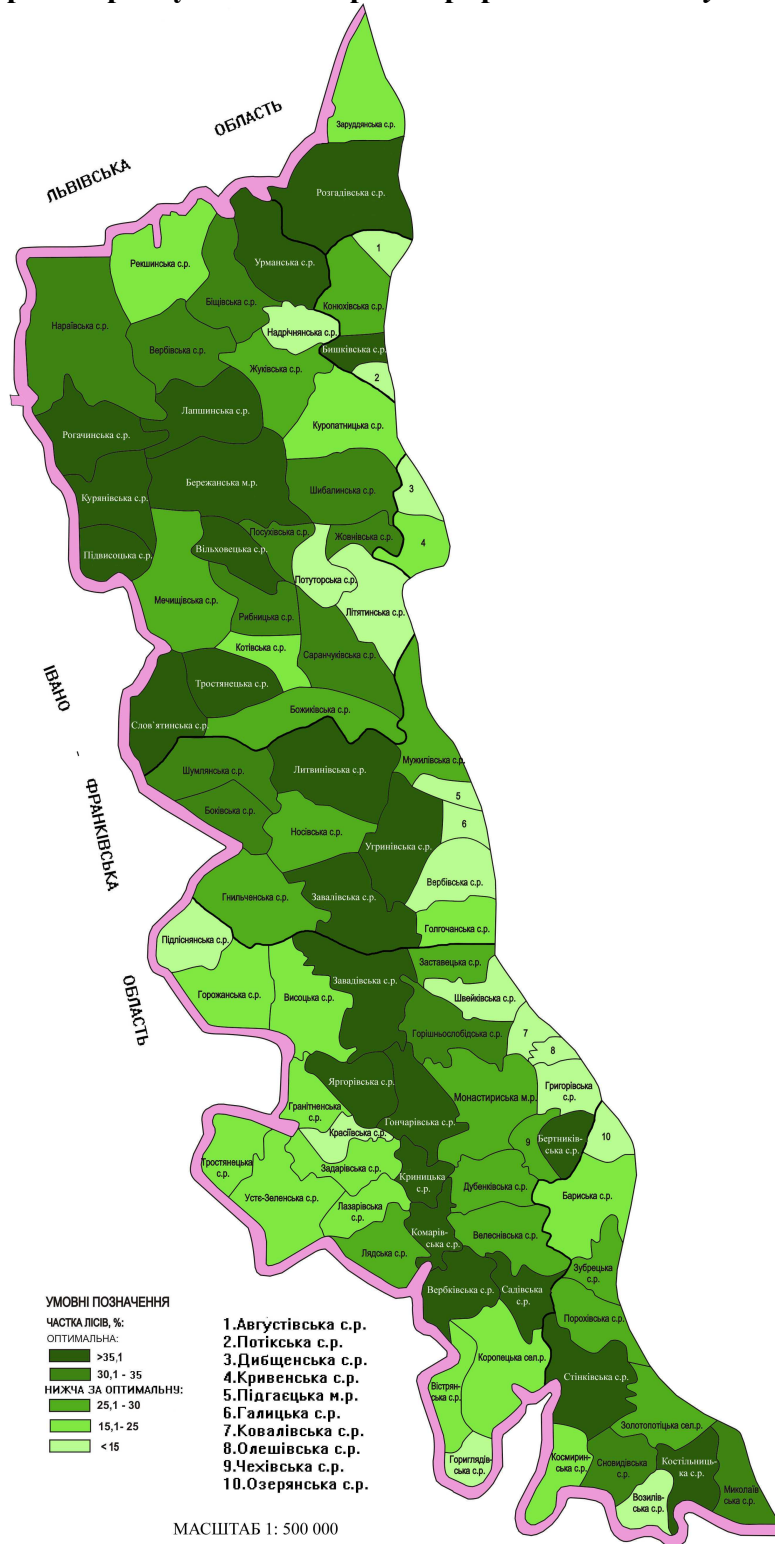 ЛЬВІВСЬКА ОБЛАСТЬ
Заруддянська с.р.
Розгадівська с.р.
1
Рекшинська с.р.
Урманська с.р.
Біщівська с.р.
Конюхівська с.р.
Нараївська с.р.
Надрічнянська с.р.
Вербівська с.р.
Бишківська с.р.
Жуківська с.р.
2
Лапшинська с.р.
Куропатницька с.р.
Рогачинська с.р.
Бережанська м.р.
Шибалинська с.р.
3
Курянівська с.р.
Посухівська с.р.
Жовнівська с.р.
4
Підвисоцька с.р.
Вільховецька с.р.
Потуторська с.р.
Мечищівська с.р.
Рибницька с.р.
Літятинська с.р.
Котівська с.р.
Саранчуківська с.р.
ІВАНО - ФРАНКІВСЬКА ОБЛАСТЬ
Тростянецька с.р.
Божиківська с.р.
Слов`ятинська с.р.
Мужилівська с.р.
Шумлянська с.р.
Литвинівська с.р.
5
Боківська с.р.
Носівська с.р.
6
Угринівська с.р.
Вербівська с.р.
Гнильченська с.р.
Завалівська с.р.
Голгочанська с.р.
Підліснянська с.р.
Заставецька с.р.
Завадівська с.р.
Швейківська с.р.
Горожанська с.р.
Висоцька с.р.
Горішньослобідська с.р.
7
8
Яргорівська с.р.
Монастириська м.р.
Григорівська
с.р.
Гранітненська
с.р.
Гончарівська с.р.
Красіївська с.р.
9
Бертників-
ська с.р.
10
Тростянецька
с.р.
Задарівська с.р.
Криницька
с.р.
Дубенківська с.р.
Устє-Зеленська с.р.
Лазарівська
с.р.
Бариська с.р.
Комарів-
ська с.р.
Велеснівська с.р.
Лядська с.р.
Зубрецька
с.р.
Вербківська с.р.
Садівська
с.р.
Порохівська с.р.
Коропецька сел.р.
Стінківська с.р.
Вістрян-
ська с.р.
Золотопотіцька сел.р.
Гориглядів-
ська с.р.
Космирин-
ська с.р.
Сновидівська
с.р.
Костільниць-
ка с.р.
Возилів-
ська с.р.
Миколаїв
ська с.р.
УМОВНІ ПОЗНАЧЕННЯ
ЧАСТКА ЛІСІВ, %:
ОПТИМАЛЬНА:
>35,1
30,1 - 35
НИЖЧА ЗА ОПТИМАЛЬНУ:
25,1 - 30
15,1- 25
< 15
1.Августівська с.р.
2.Потікська с.р.
3.Дибщенська с.р.
4.Кривенська с.р.
5.Підгаєцька м.р.
6.Галицька с.р.
7.Ковалівська с.р.
8.Олешівська с.р.
9.Чехівська с.р.
10.Озерянська с.р.
МАСШТАБ 1: 500 000